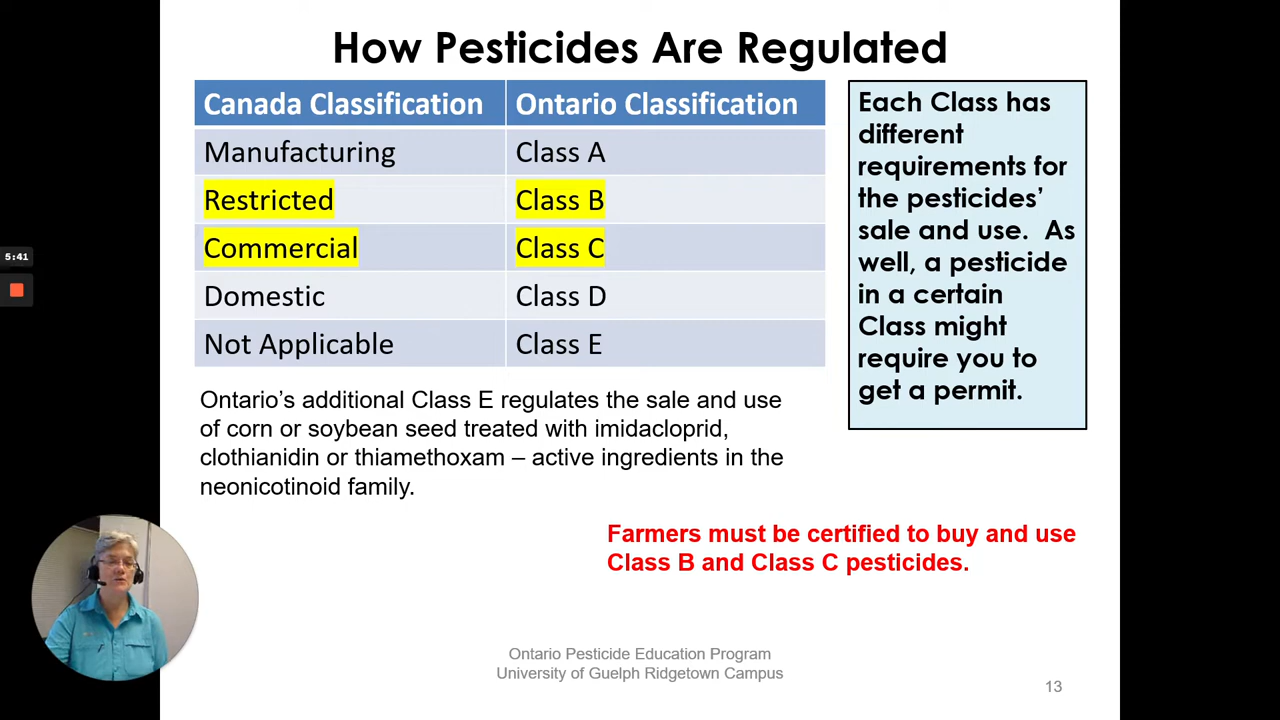 How Pesticides Are Regulated
Canada Classification Ontario Classification
Manufacturing Class A
Restricted Class B
Commercial Class C
Domestic Class D
Not Applicable Class E
Each Class has
different
requirements for
the pesticides’
sale and use.  As
well, a pesticide
in a certain
Class might
require you to
get a permit.
5:41
Ontario’s additional Class E regulates the sale and use
of corn or soybean seed treated with imidacloprid,
clothianidin or thiamethoxam – active ingredients in the
neonicotinoid family.
Farmers must be certified to buy and use
Class B and Class C pesticides.
Ontario Pesticide Education Program
University of Guelph Ridgetown Campus
13